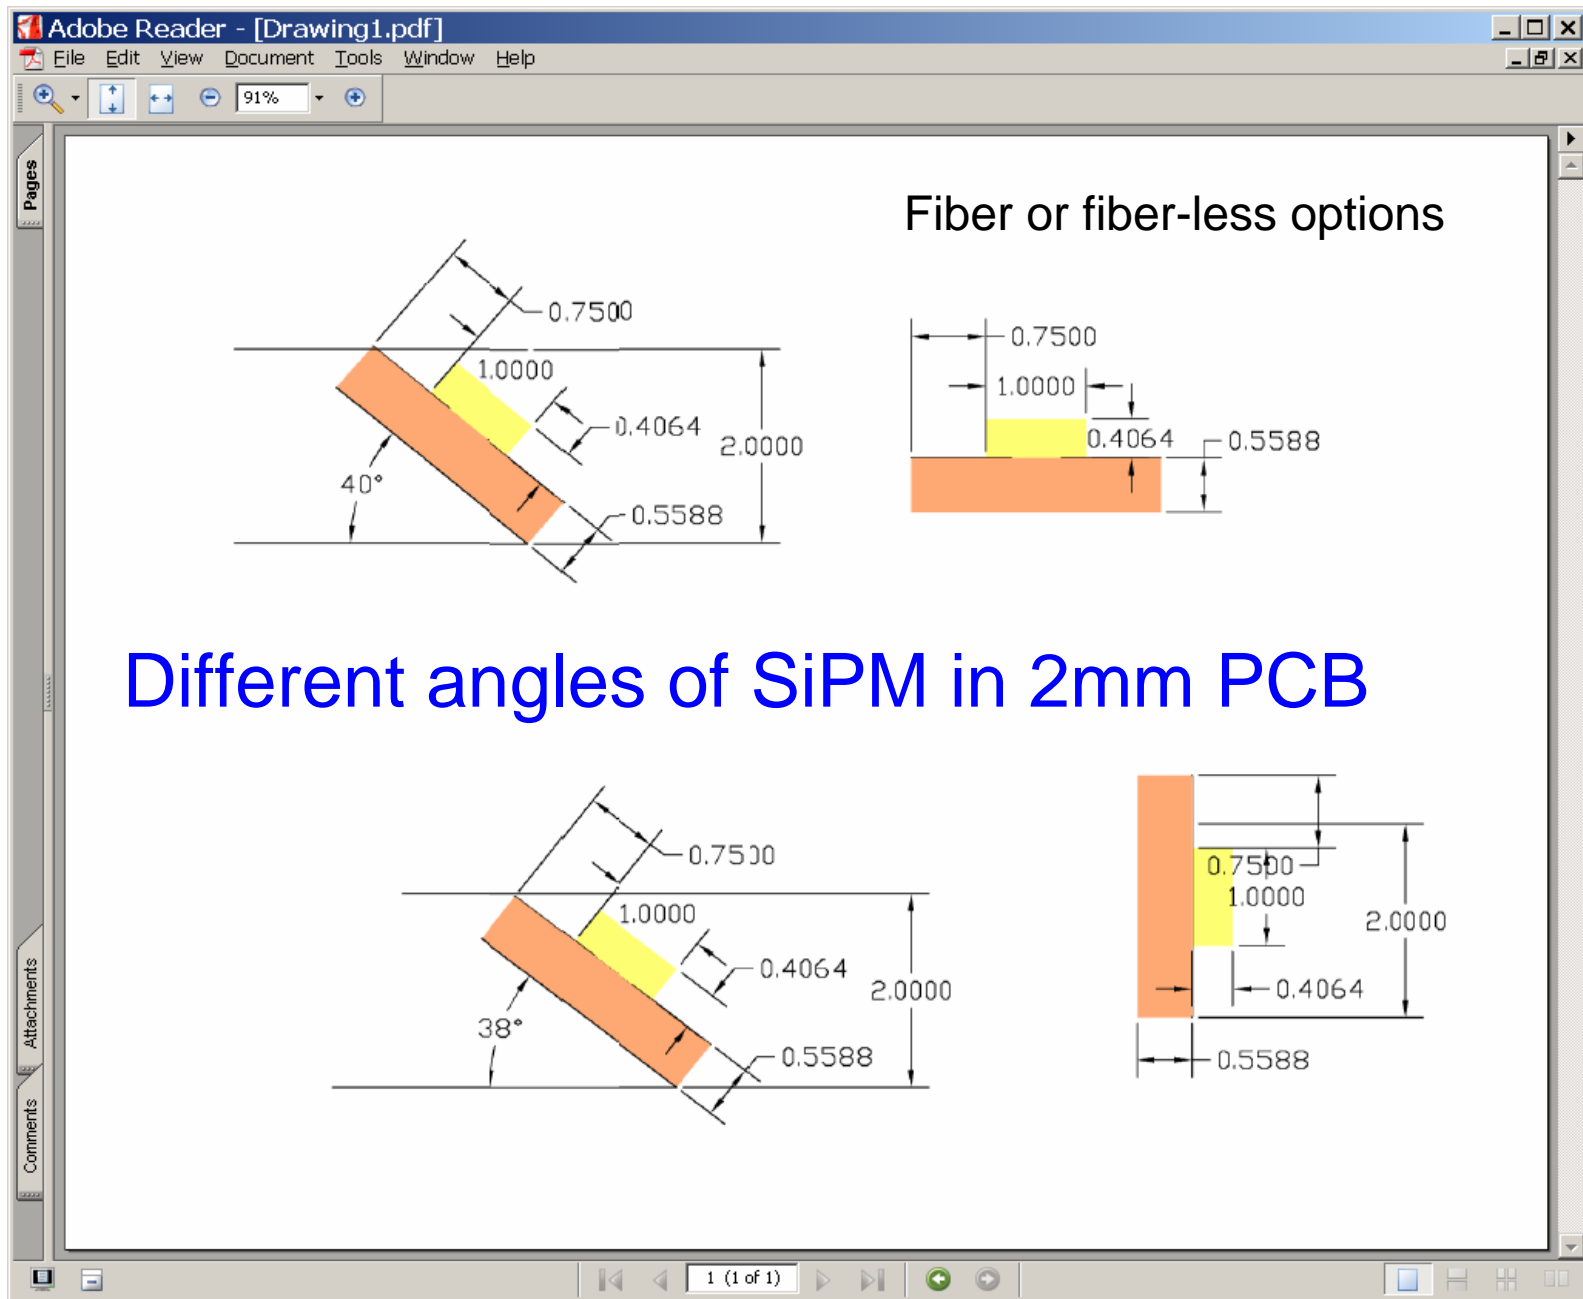 Adobe Reader - [Drawing1.pdf]
File Edit View Document Tools Window Help
91%
Pages
Fiber or fiber-less options
0.7500
1.0000
0.4064
2.0000
40°
0.5588
0.7500
1.0000
0.4064
0.5588
Different angles of SiPM in 2mm PCB
0.7500
1.0000
0.4064
2.0000
38°
0.5588
0.7500
1.0000
2.0000
0.4064
0.5588
Attachments
Comments
1 (1 of 1)